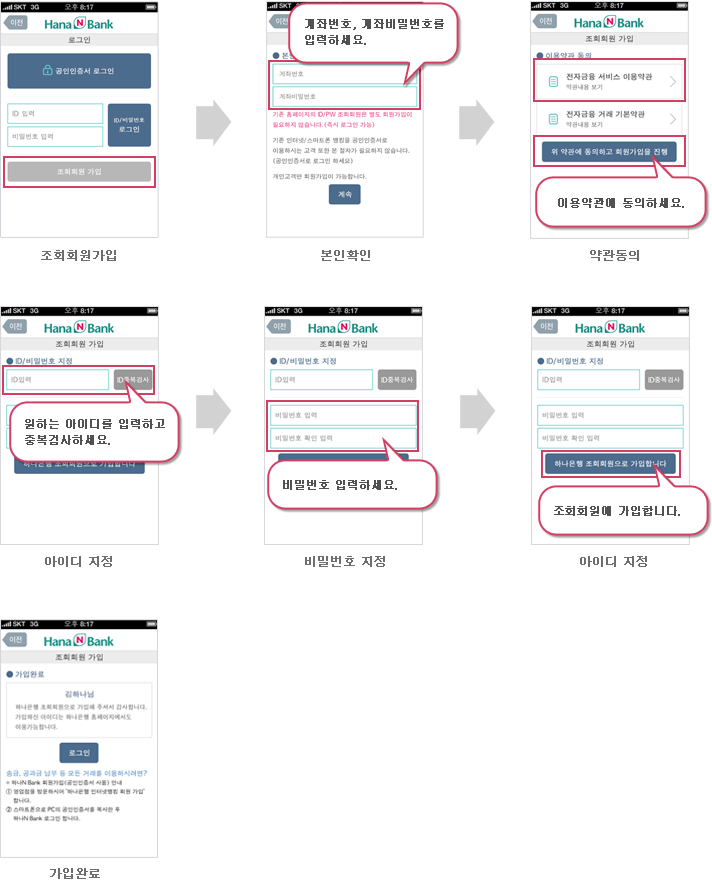 SKT 3G 오후 8:17
이전
Hana N Bank
로그인
공인인증서 로그인
ID 입력
비밀번호 입력
ID/비밀번호
로그인
조회회원 가입
조회회원가입
계좌번호, 계좌비밀번호를
입력하세요.
SKT
계좌번호
계좌비밀번호
기존 홈페이지의 ID/PW 조회회원은 별도 회원가입이
필요하지 않습니다.(즉시 로그인 가능)
기존 인터넷/스마트폰 뱅킹을 공인인증서로
이용하시는 고객 또한 본 절차가 필요하지 않습니다.
(공인인증서로 로그인 하세요)
개인고객만 회원가입이 가능합니다.
계속
본인확인
SKT 3G 오후 8:17
이전
Hana N Bank
조회회원 가입
이용약관 동의
전자금융 서비스 이용약관
약관내용 보기
전자금융 거래 기본약관
약관내용 보기
위 약관에 동의하고 회원가입을 진행
이용약관에 동의하세요.
약관동의
SKT 3G 오후 8:17
이전
Hana N Bank
조회회원 가입
ID/비밀번호 지정
ID입력
ID중복검사
원하는 아이디를 입력하고
중복검사하세요.
하나은행 조회회원으로 가입합니다
아이디 지정
SKT 3G 오후 8:17
이전
Hana N Bank
조회회원 가입
ID/비밀번호 지정
ID입력
ID중복검사
비밀번호 입력
비밀번호 확인 입력
비밀번호 입력하세요.
비밀번호 지정
SKT 3G 오후 8:17
이전
Hana N Bank
조회회원 가입
ID/비밀번호 지정
ID입력
ID중복검사
비밀번호 입력
비밀번호 확인 입력
하나은행 조회회원으로 가입합니다
조회회원에 가입합니다.
아이디 지정
SKT 3G 오후 8:17
이전
Hana N Bank
조회회원 가입
가입완료
김하나님
하나은행 조회회원으로 가입해 주셔서 감사합니다.
가입하신 아이디는 하나은행 홈페이지에서도
이용가능합니다.
로그인
송금, 공과금 납부 등 모든 거래를 이용하시려면?
하나N Bank 회원가입(공인인증서 사용) 안내
① 영업점을 방문하시어 '하나은행 인터넷뱅킹 회원 가입'
합니다.
② 스마트폰으로 PC의 공인인증서를 복사한 후
하나N Bank 로그인 합니다.
가입완료